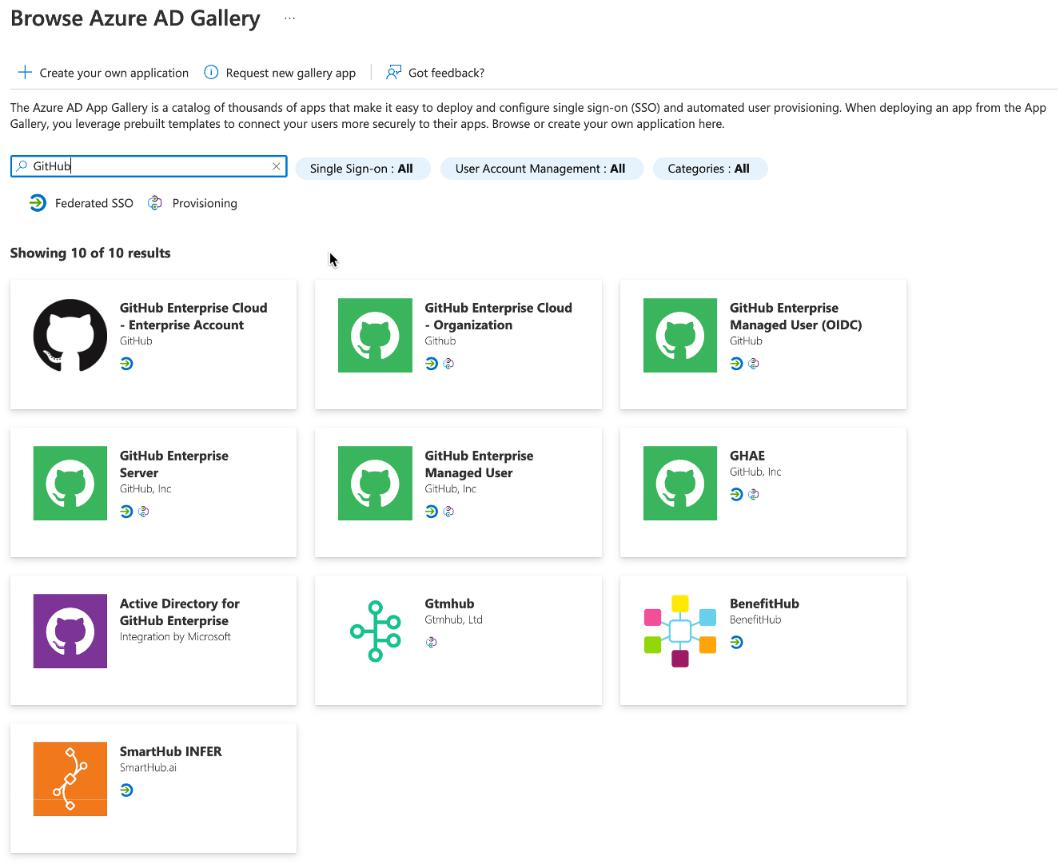 Browse Azure AD Gallery ...
Create your own application Request new gallery app Got feedback?
The Azure AD App Gallery is a catalog of thousands of apps that make it easy to deploy and configure single sign-on (SSO) and automated user provisioning. When deploying an app from the App
Gallery, you leverage prebuilt templates to connect your users more securely to their apps. Browse or create your own application here.
GitHub Single Sign-on : All User Account Management : All Categories : All
Federated SSO Provisioning
Showing 10 of 10 results
GitHub Enterprise Cloud
- Enterprise Account
GitHub
GitHub Enterprise Cloud
- Organization
Github
GitHub Enterprise
Managed User (OIDC)
GitHub
GitHub Enterprise
Server
GitHub, Inc
GitHub Enterprise
Managed User
GitHub, Inc
GHAE
GitHub, Inc
Active Directory for
GitHub Enterprise
Integration by Microsoft
Gtmhub
Gtmhub, Ltd
BenefitHub
BenefitHub
SmartHub INFER
SmartHub.ai